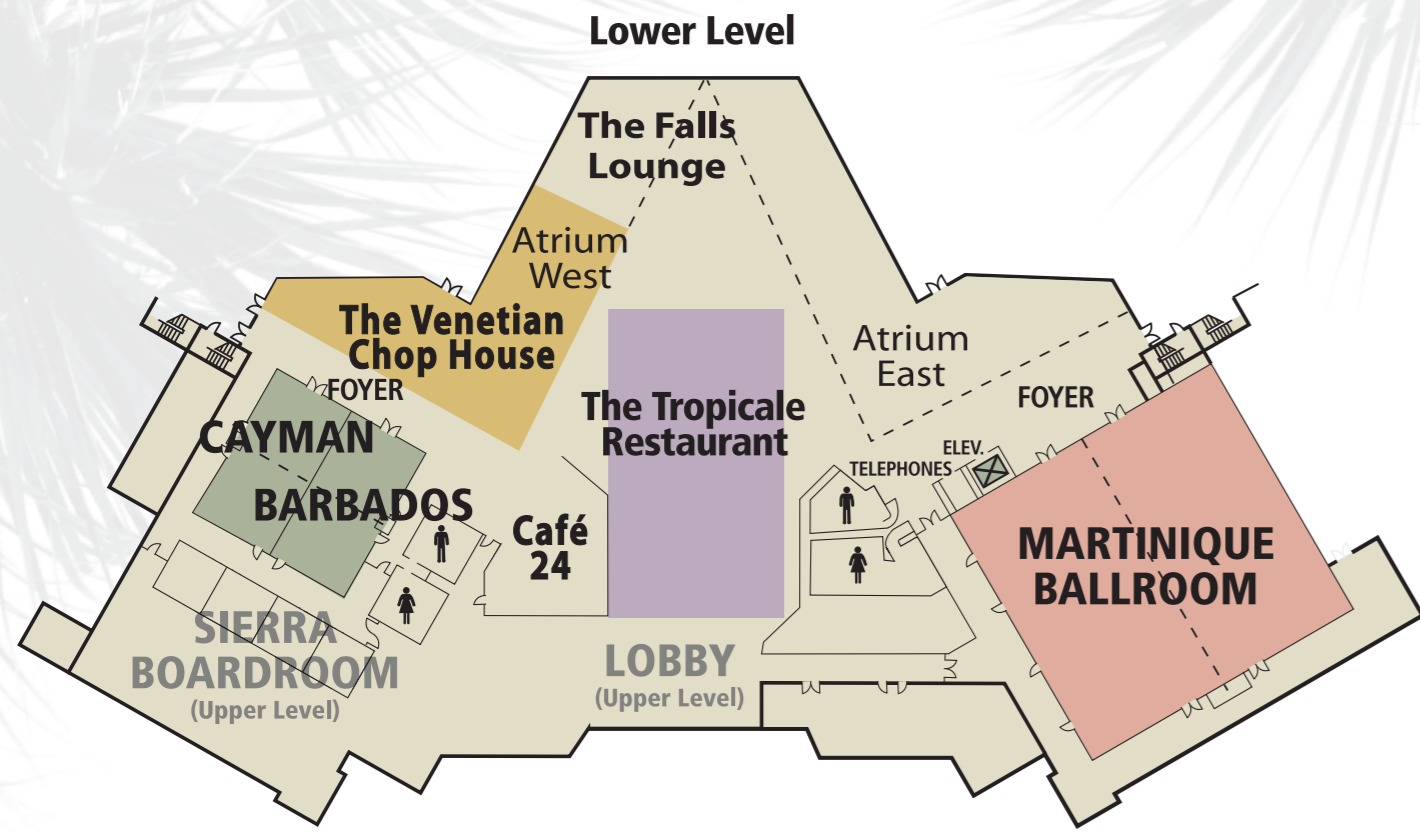 Lower Level
The Falls
Lounge
Atrium
West
The Venetian
Chop House
FOYER
CAYMAN
BARBADOS
Café
24
The Tropicale
Restaurant
Atrium
East
FOYER
ELEV.
TELEPHONES
MARTINIQUE
BALLROOM
SIERRA
BOARDROOM
(Upper Level)
LOBBY
(Upper Level)